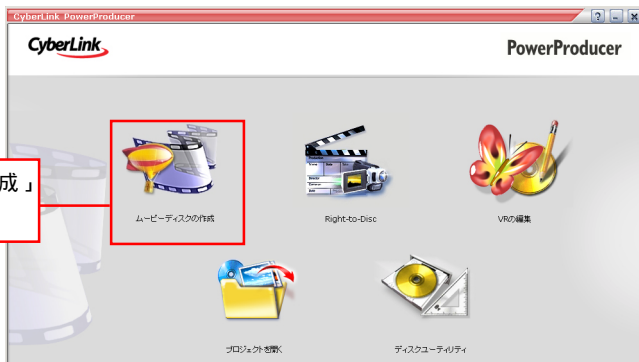 CyberLink PowerProducer
CyberLink
PowerProducer
成」
ムービーディスクの作成
Right-to-Disc
VRの編集
プロジェクトを開く
ディスクユーティリティ